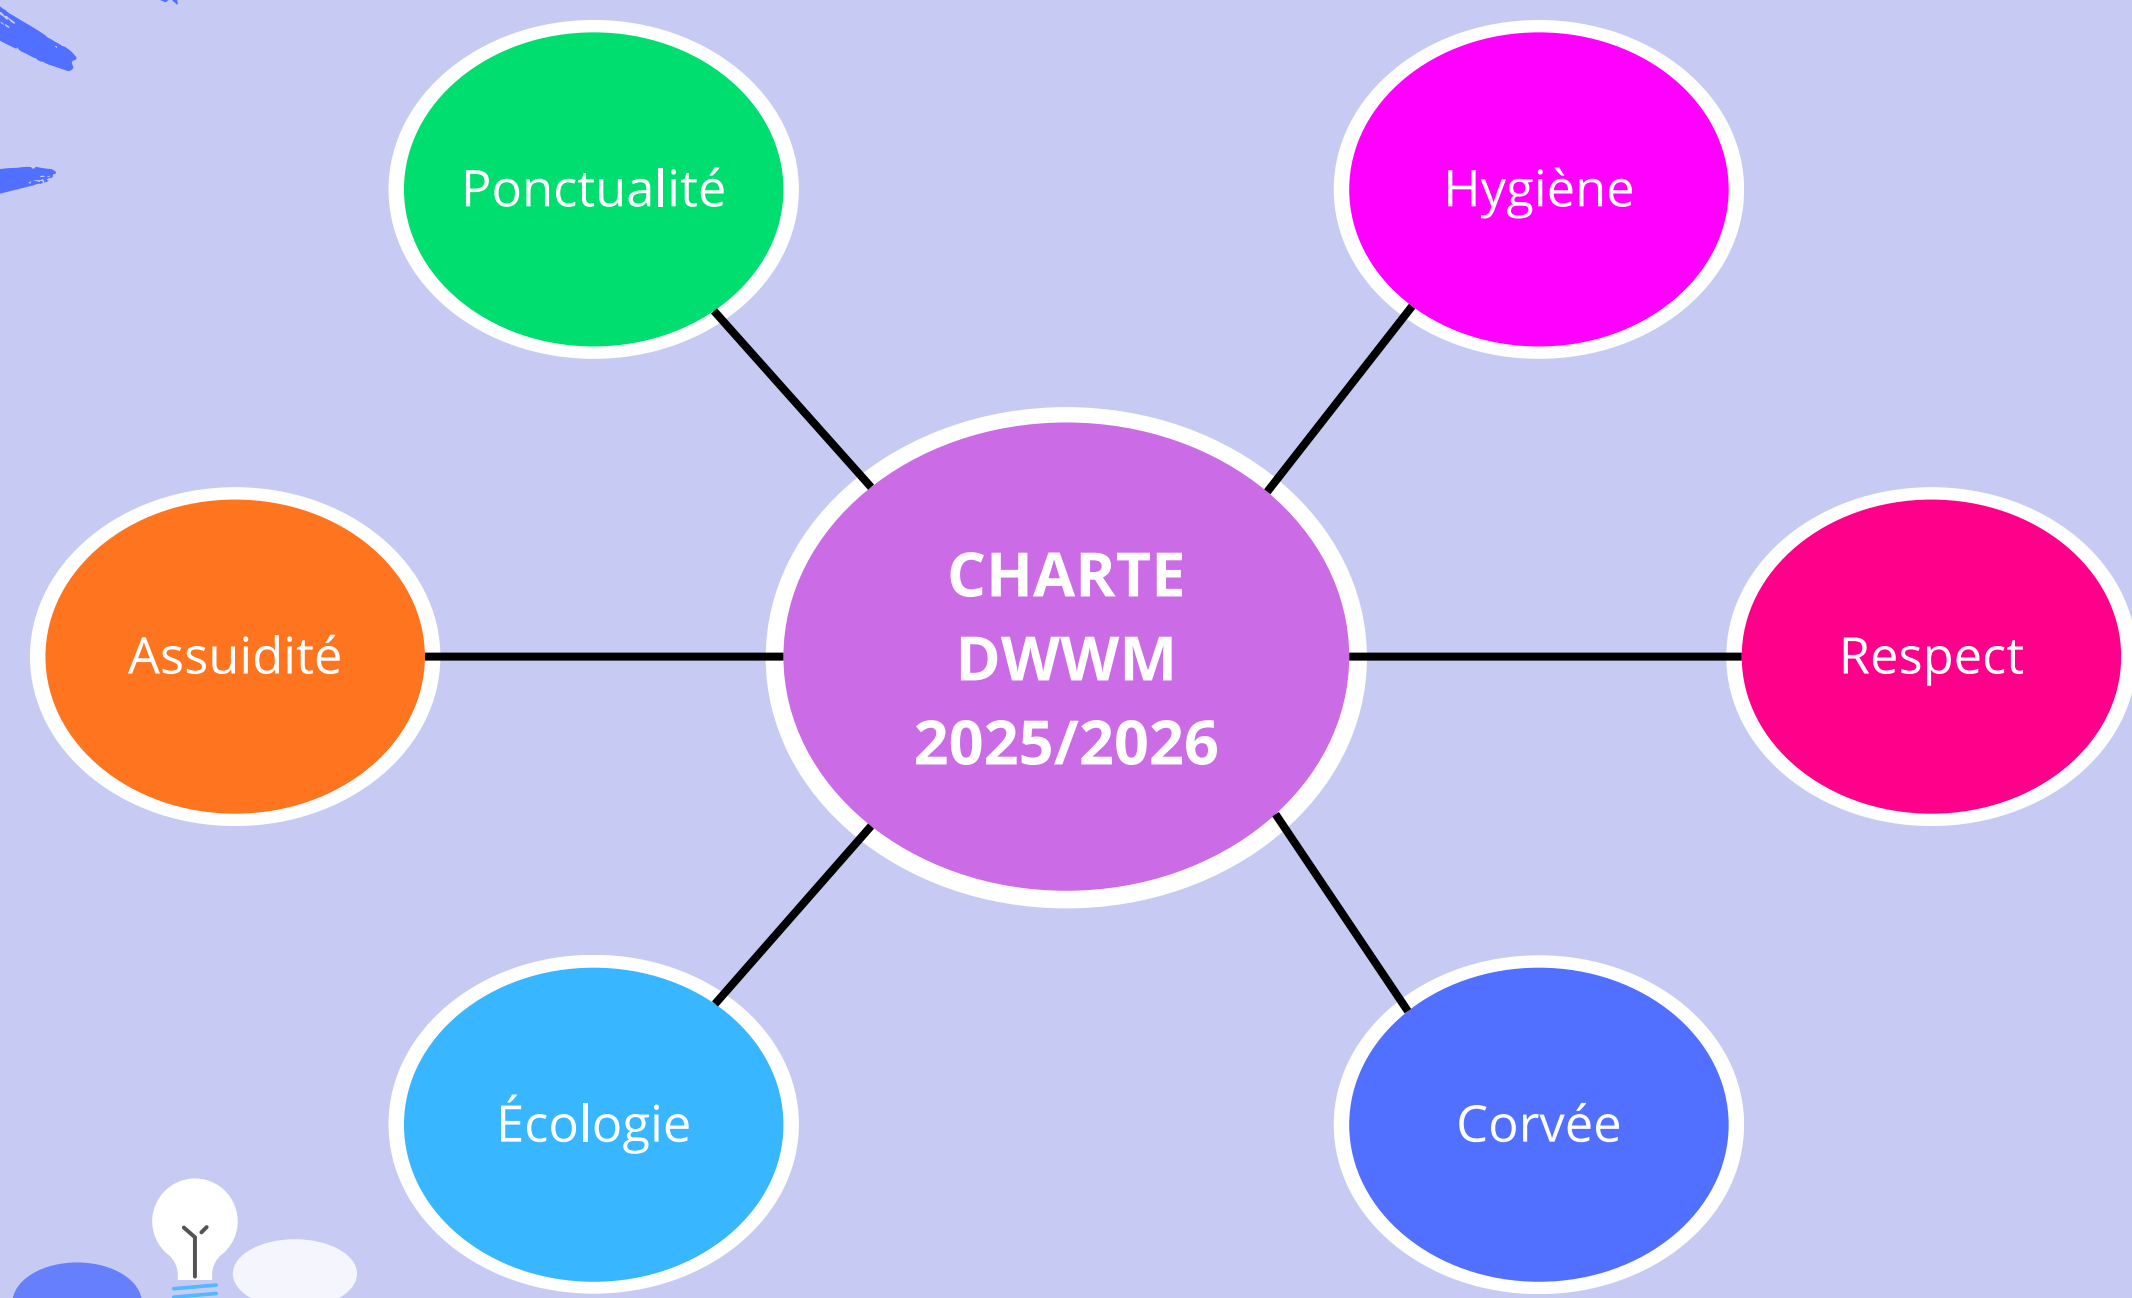 Ponctualité
Hygiène
CHARTE
DWWM
2025/2026
Assuidité
Respect
Écologie
Corvée